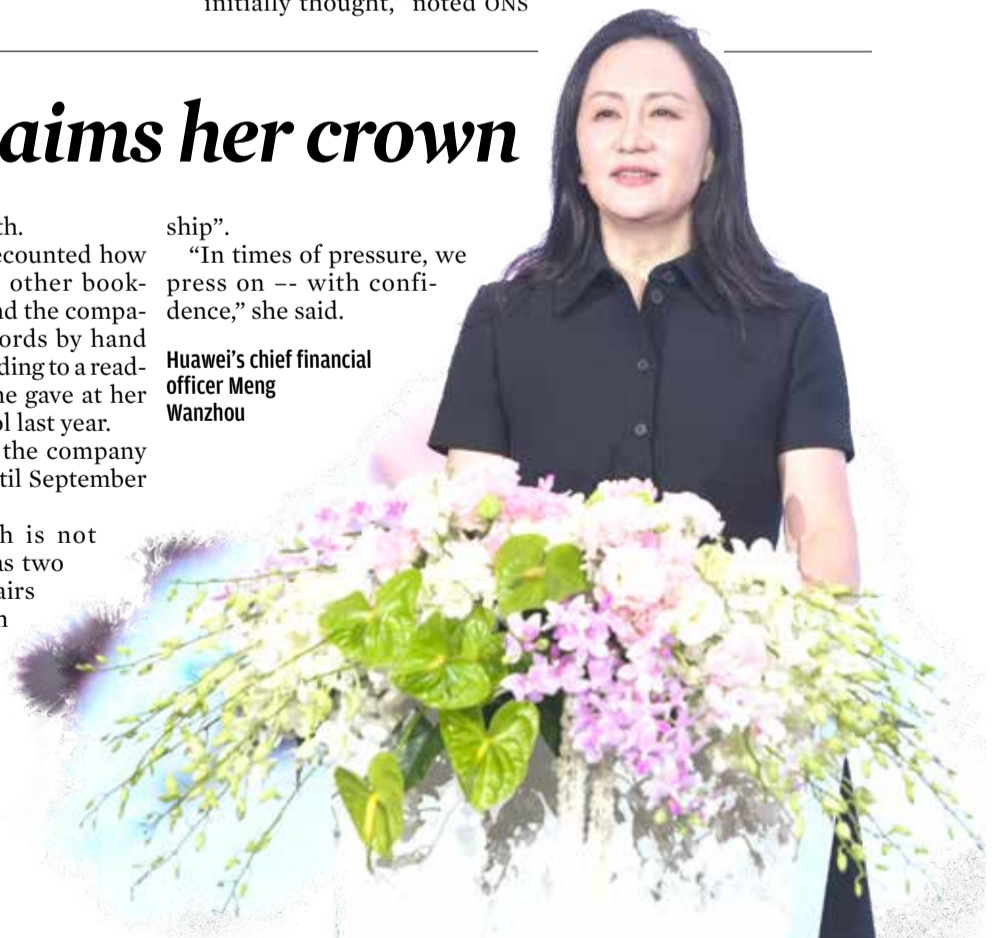 initially thought,” noted ONS
aims her crown
th.
ecounted how
other book-
nd the compa-
ords by hand
ding to a read-
he gave at her
ol last year.
the company
til September
h is not
as two
airs
n
ship”.
“In times of pressure, we
press on –- with confi-
dence,” she said.
Huawei’s chief financial
officer Meng
Wanzhou